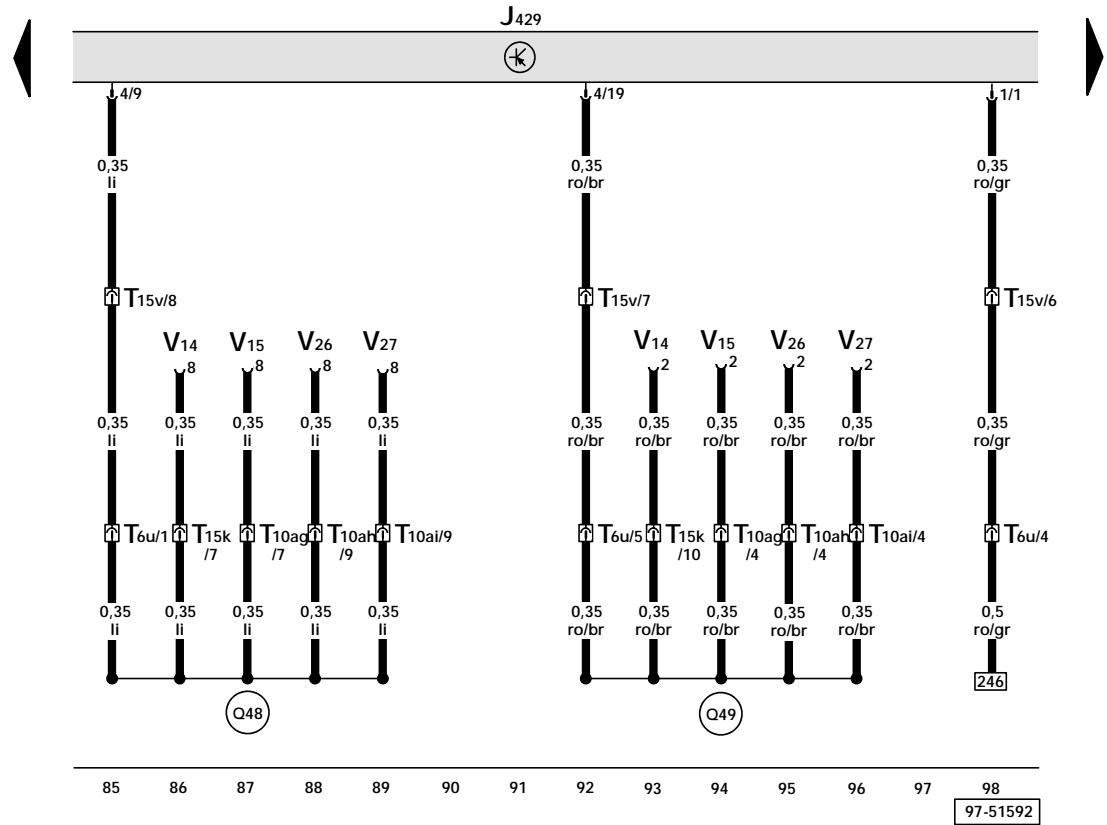 J429
4/9 4/19 1/1
0,35 0,35 0,35
li ro/br ro/gr
T15v/8 T15v/7 T15v/6
V14 V15 V26 V27 V14 V15 V26 V27
8 8 8 8 2 2 2 2
0,35 0,35 0,35 0,35 0,35 0,35 0,35 0,35 0,35 0,35 0,35
li li li li li ro/br ro/br ro/br ro/br ro/br ro/gr
T6u/1 T15k T10ag T10ah T10ai/9 T6u/5 T15k T10ag T10ah T10ai/4 T6u/4
/7 /7 /9 /10 /4 /4
0,35 0,35 0,35 0,35 0,35 0,35 0,35 0,35 0,35 0,35 0,5
li li li li li ro/br ro/br ro/br ro/br ro/br ro/gr
246
Q48 Q49
85 86 87 88 89 90 91 92 93 94 95 96 97 98
97-51592